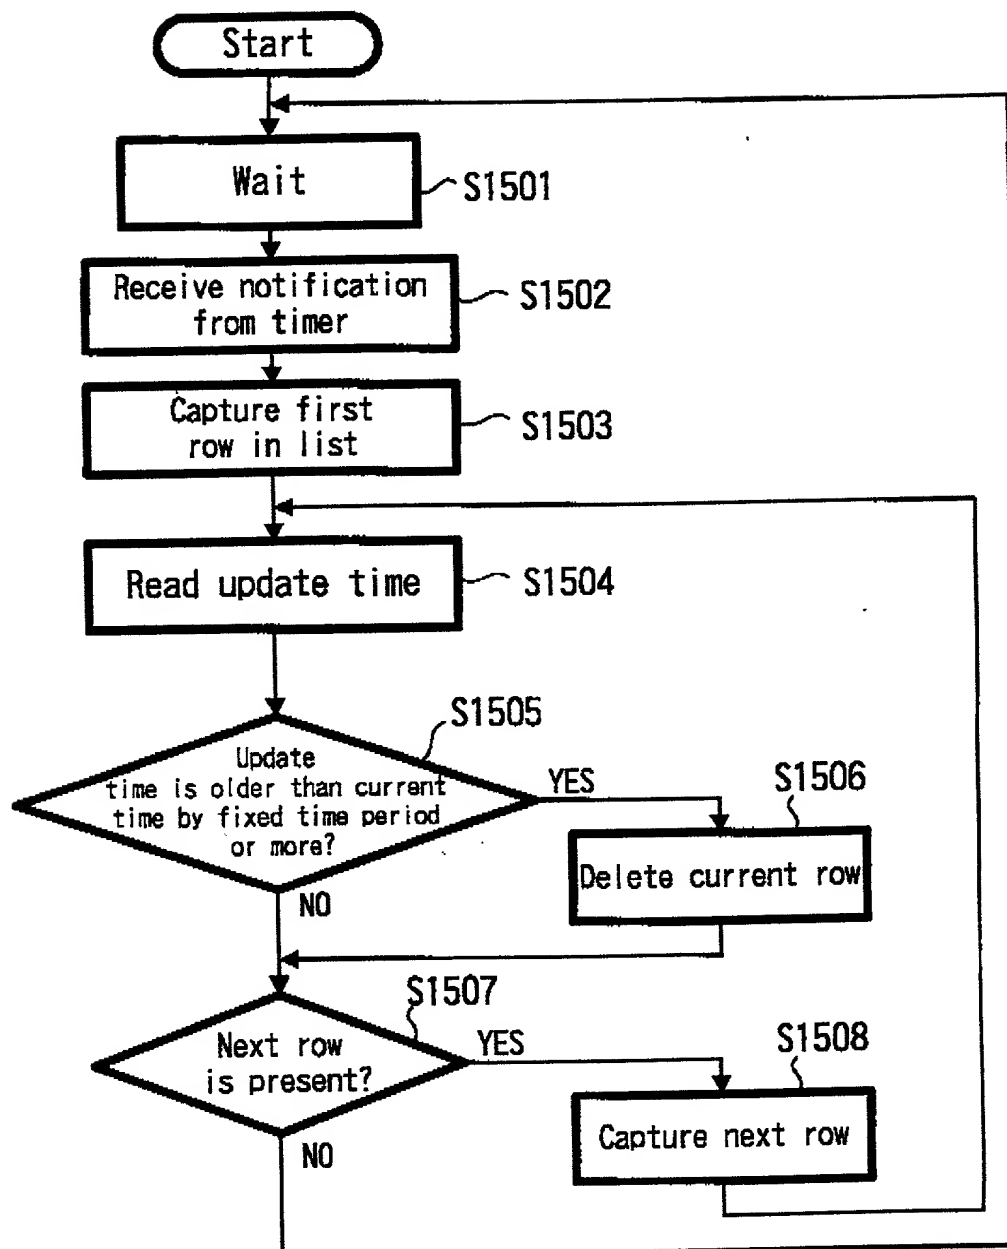 Start
Wait
S1501
Receive notification
from timer
S1502
Capture first
row in list
S1503
Read update time
S1504
S1505
Update
time is older than current
time by fixed time period
or more?
YES
S1506
Delete current row
NO
S1507
Next row
is present?
YES
S1508
Capture next row
NO